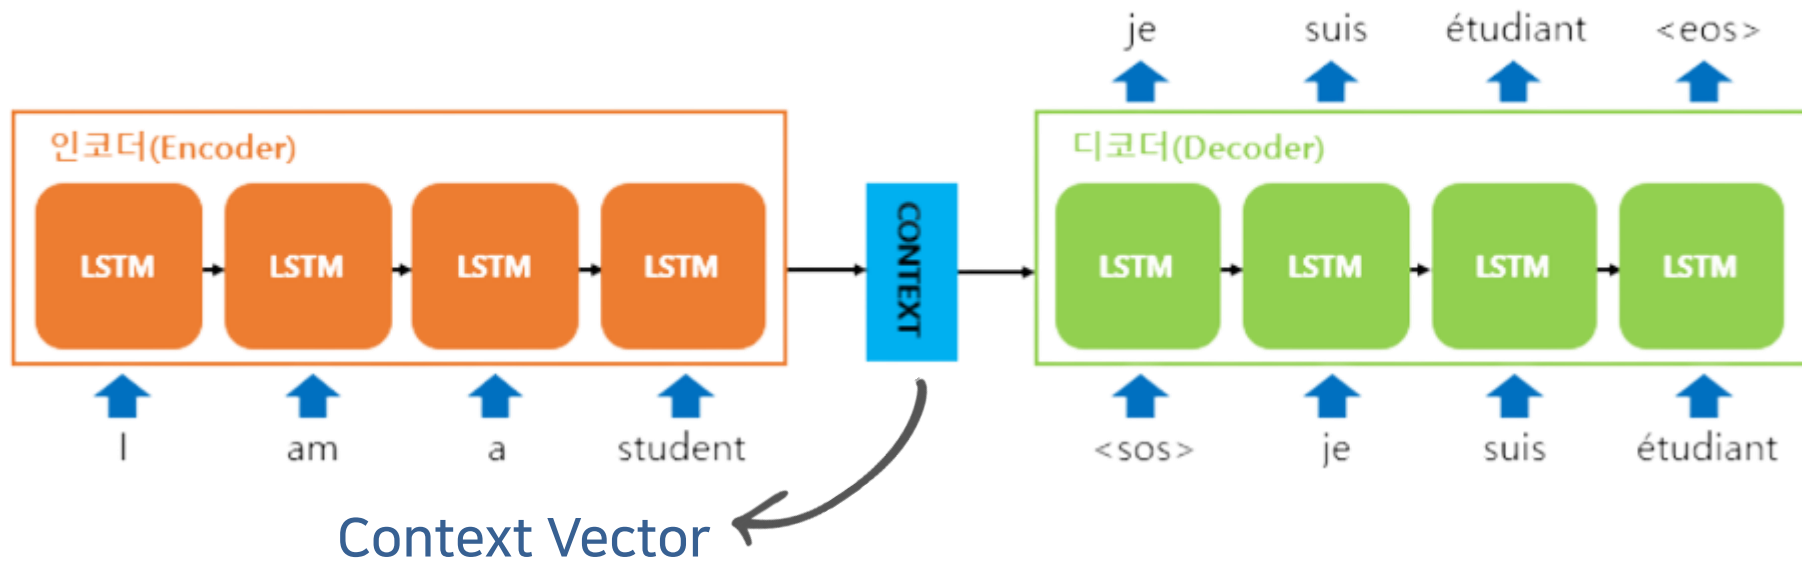 je suis étudiant <eos>
인코더(Encoder)
디코더(Decoder)
LSTM LSTM LSTM LSTM
CONTEXT
LSTM LSTM LSTM LSTM
I am a student
<sos> je suis étudiant
Context Vector